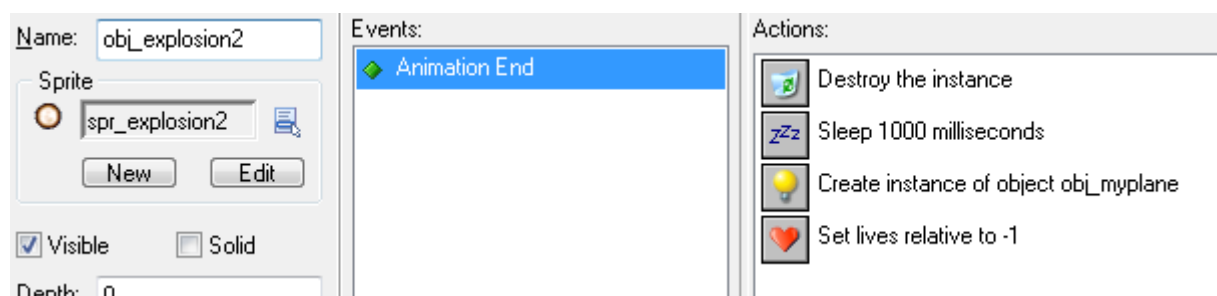 Name: obj_explosion2
Sprite
spr_explosion2
New Edit
Visible Solid
Depth: 0
Events:
Animation End
Actions:
Destroy the instance
zZz Sleep 1000 milliseconds
Create instance of object obj_myplane
Set lives relative to -1